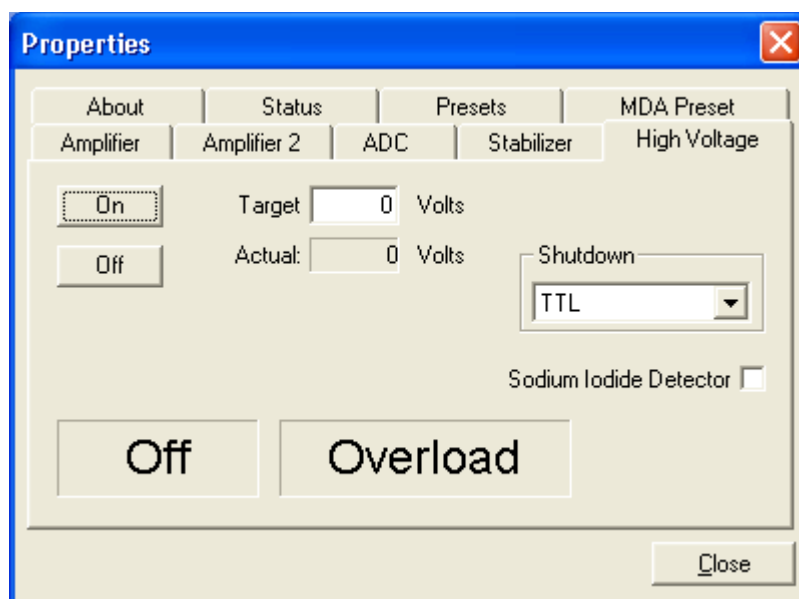 Properties
About Status Presets MDA Preset
Amplifier Amplifier 2 ADC Stabilizer High Voltage
On Target 0 Volts
Off Actual: 0 Volts
Shutdown
TTL
Sodium Iodide Detector
Off Overload
Close